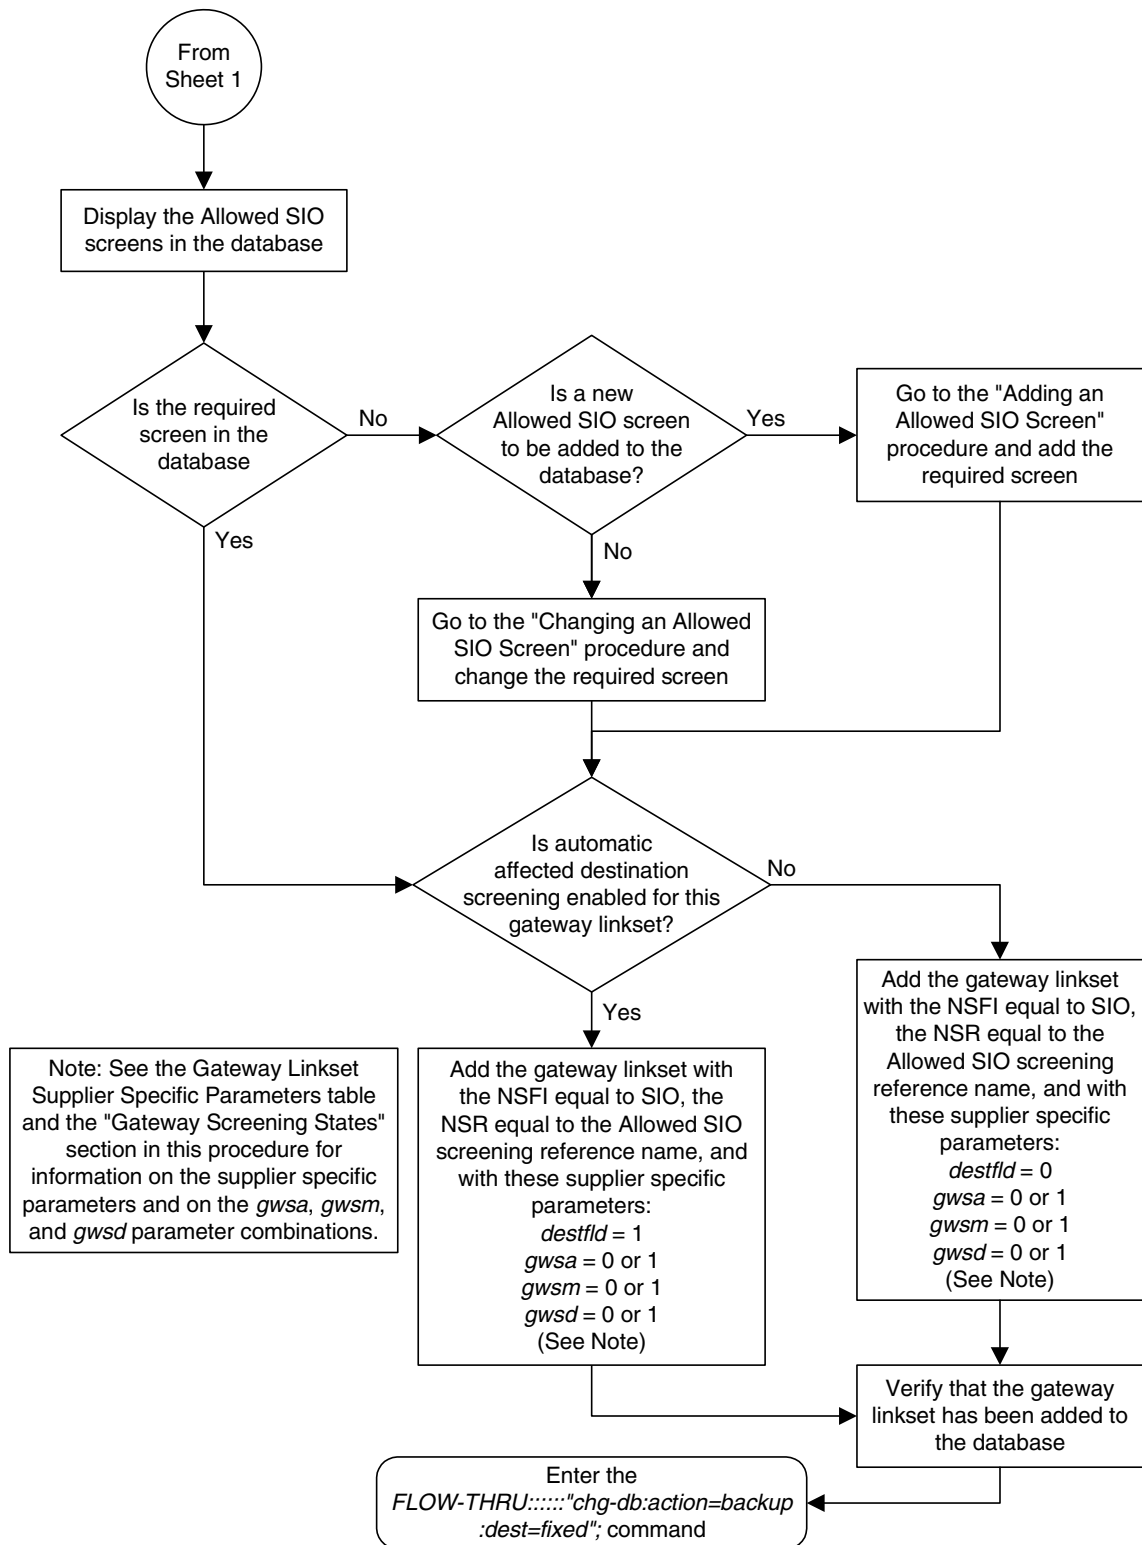 From
Sheet 1
Display the Allowed SIO
screens in the database
Is the required
screen in the
database
No
Yes
Is a new
Allowed SIO screen
to be added to the
database?
Yes
No
Go to the "Adding an
Allowed SIO Screen"
procedure and add the
required screen
Go to the "Changing an Allowed
SIO Screen" procedure and
change the required screen
Is automatic
affected destination
screening enabled for this
gateway linkset?
No
Yes
Add the gateway linkset
with the NSFI equal to SIO,
the NSR equal to the
Allowed SIO screening
reference name, and with
these supplier specific
parameters:
destfld = 0
gwsa = 0 or 1
gwsm = 0 or 1
gwsd = 0 or 1
(See Note)
Note: See the Gateway Linkset
Supplier Specific Parameters table
and the "Gateway Screening States"
section in this procedure for
information on the supplier specific
parameters and on the gwsa, gwsm,
and gwsd parameter combinations.
Add the gateway linkset with
the NSFI equal to SIO, the
NSR equal to the Allowed SIO
screening reference name, and
with these supplier specific
parameters:
destfld = 1
gwsa = 0 or 1
gwsm = 0 or 1
gwsd = 0 or 1
(See Note)
Verify that the gateway
linkset has been added to
the database
Enter the
FLOW-THRU::::::"chg-db:action=backup
:dest=fixed"; command